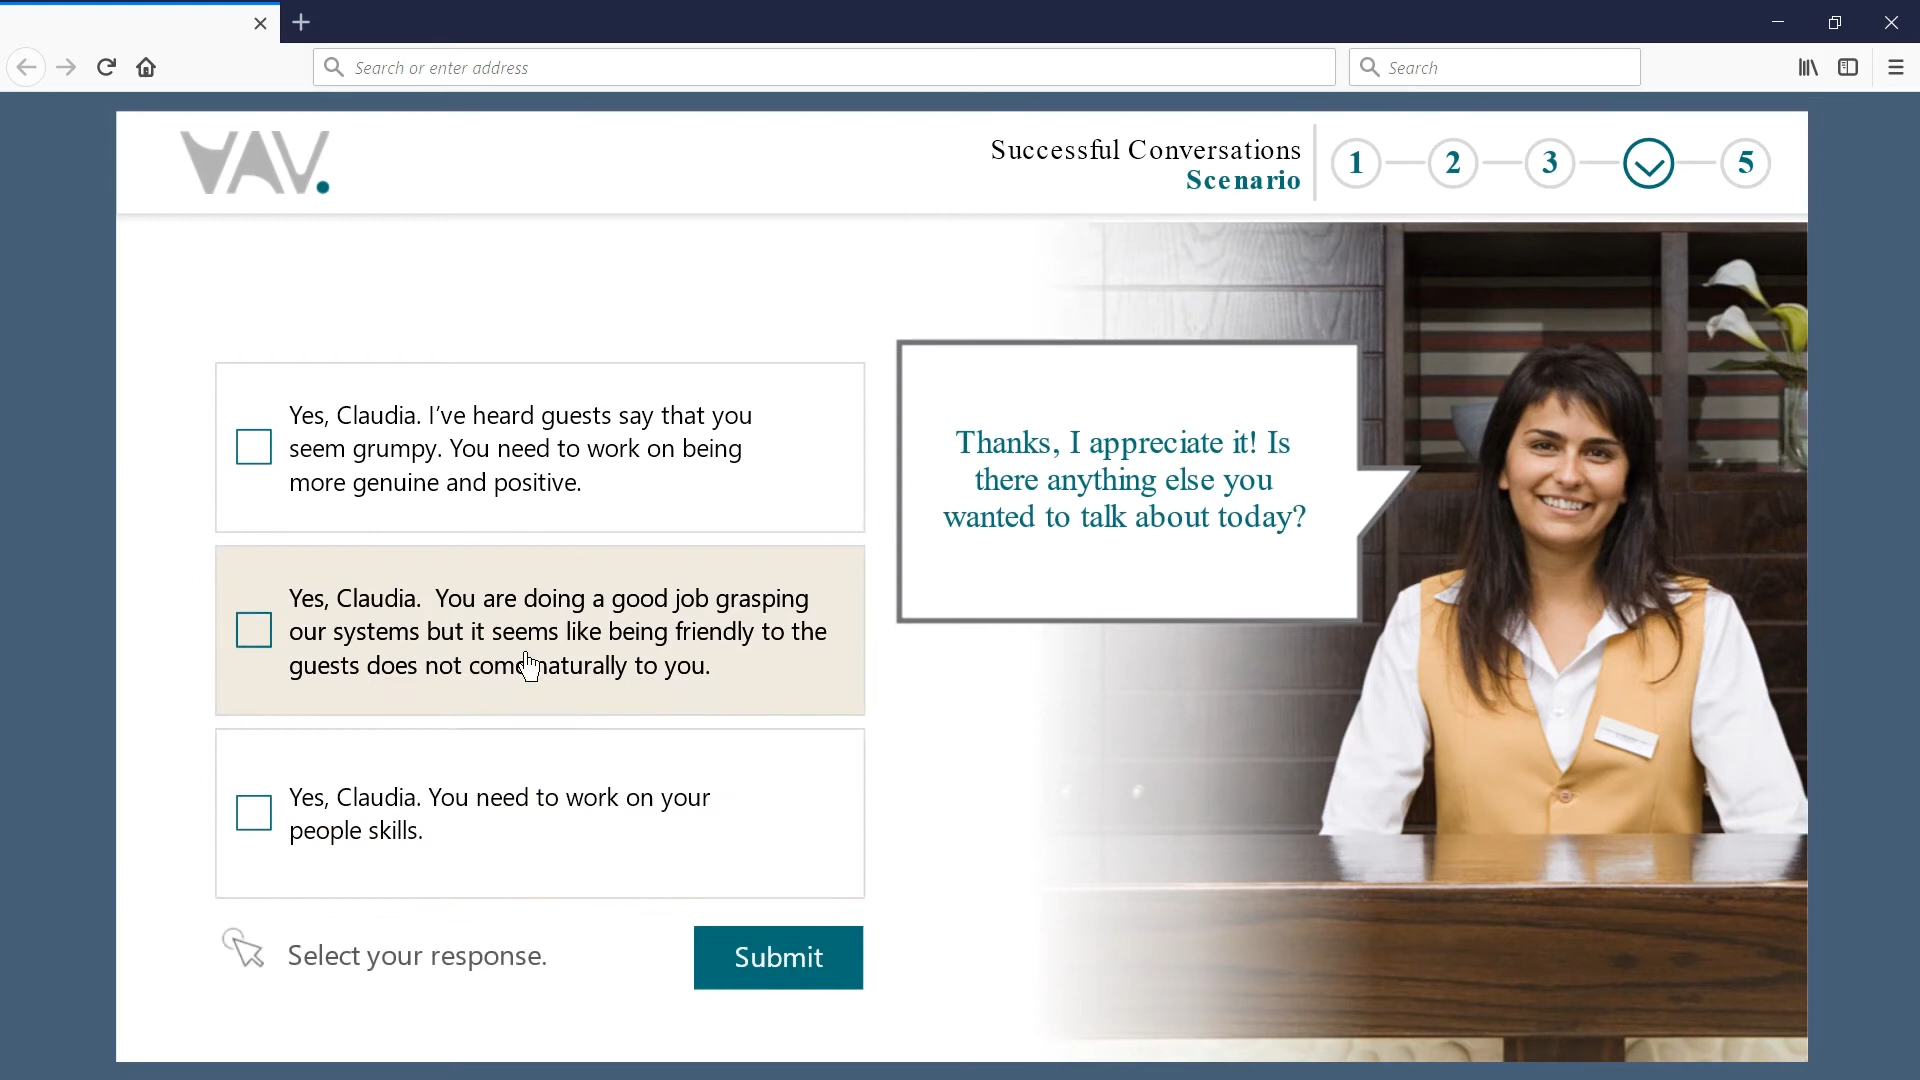 Search or enter address
Search
VAV.
Successful Conversations
Scenario
1
2
3
5
Yes, Claudia. I've heard guests say that you
seem grumpy. You need to work on being
more genuine and positive.
Thanks, I appreciate it! Is
there anything else you
wanted to talk about today?
Yes, Claudia.  You are doing a good job grasping
our systems but it seems like being friendly to the
guests does not come naturally to you.
Yes, Claudia. You need to work on your
people skills.
Select your response.
Submit